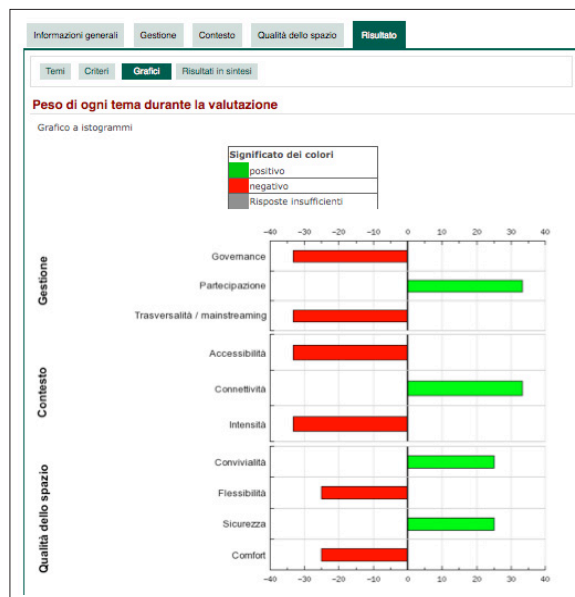 Informazioni generali Gestione Contesto Qualità dello spazio Risultato
Temi Criteri Grafici Risultati in sintesi
Peso di ogni tema durante la valutazione
Grafico a istogrammi
Significato dei colori
positivo
negativo
Risposte insufficienti
-40 -30 -20 -10 0 10 20 30 40
Gestione
Governance
Partecipazione
Trasversalità / mainstreaming
Contesto
Accessibilità
Connettività
Intensità
Qualità dello spazio
Convivialità
Flessibilità
Sicurezza
Comfort
-40 -30 -20 -10 0 10 20 30 40